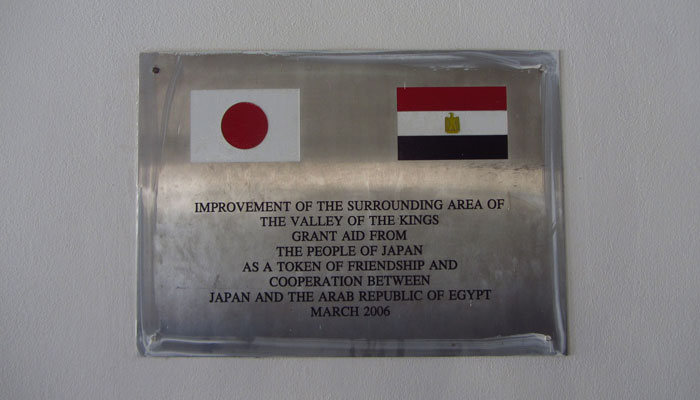 IMPROVEMENT OF THE SURROUNDING AREA OF
THE VALLEY OF THE KINGS
GRANT AID FROM
THE PEOPLE OF JAPAN
AS A TOKEN OF FRIENDSHIP AND
COOPERATION BETWEEN
JAPAN AND THE ARAB REPUBLIC OF EGYPT
MARCH 2006